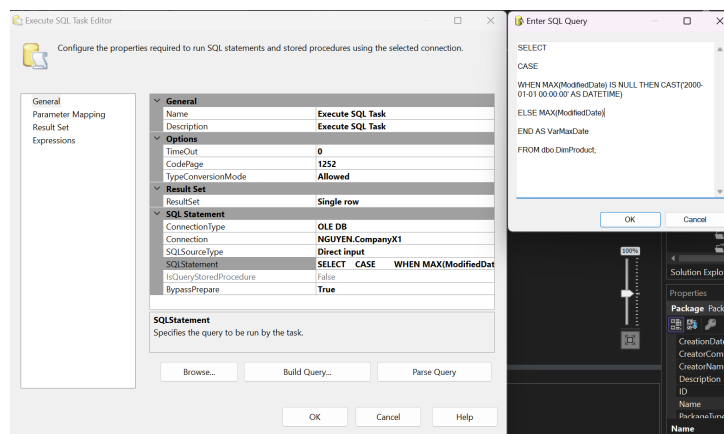 Execute SQL Task Editor
Configure the properties required to run SQL statements and stored procedures using the selected connection.
General
Parameter Mapping
Result Set
Expressions
General
Name Execute SQL Task
Description Execute SQL Task
Options
TimeOut 0
CodePage 1252
TypeConversionMode Allowed
Result Set
ResultSet Single row
SQL Statement
ConnectionType OLE DB
Connection NGUYEN.CompanyX1
SQLSourceType Direct input
SQLStatement SELECT CASE WHEN MAX(ModifiedDat
IsQueryStoredProcedure False
BypassPrepare True
SQLStatement
Specifies the query to be run by the task.
Browse...
Build Query...
Parse Query
OK
Cancel
Help
Enter SQL Query
SELECT
CASE
WHEN MAX(ModifiedDate) IS NULL THEN CAST('2000-
01-01 00:00:00' AS DATETIME)
ELSE MAX(ModifiedDate)
END AS VarMaxDate
FROM dbo.DimProduct;
OK
Cancel
100%
Solution Explo
Properties
Package Pack
CreationDat
CreatorCom
CreatorNam
Description
ID
Name
PackageType
Name